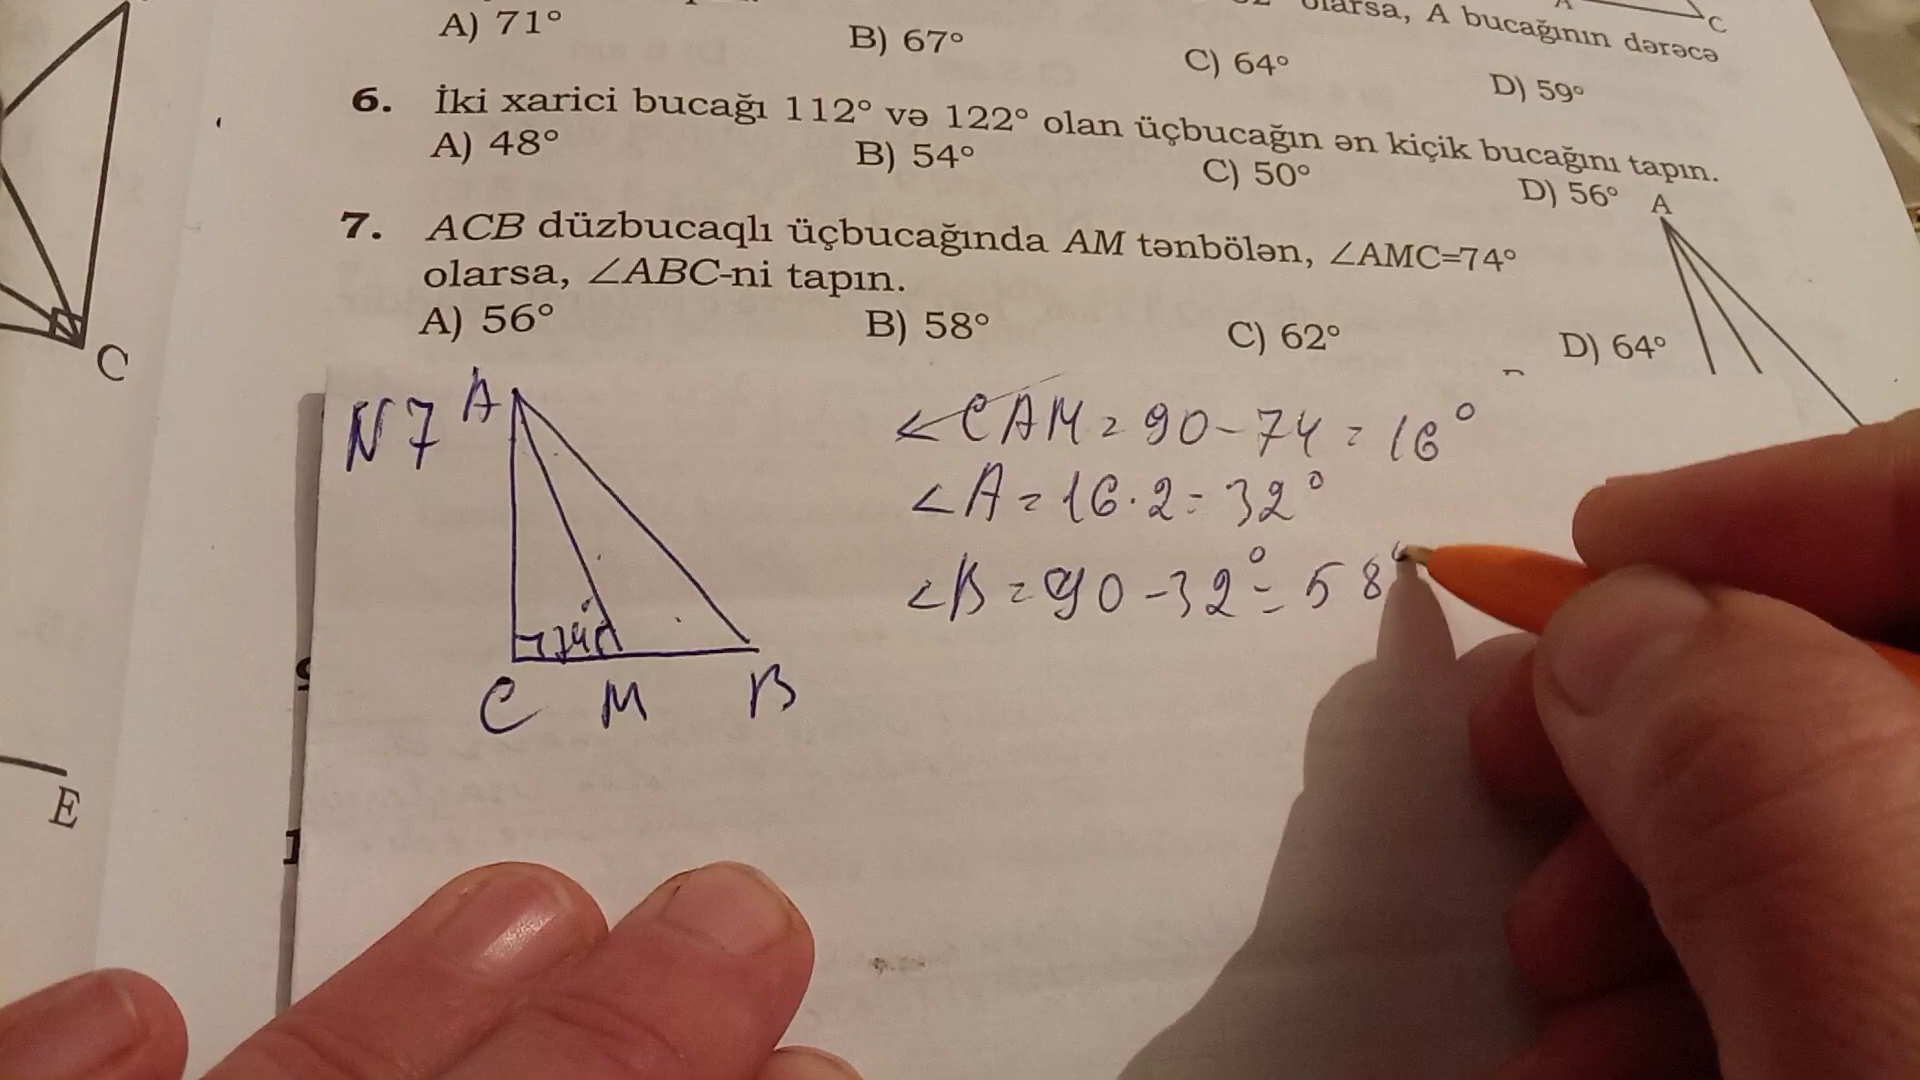 olarsa, A bucağının dərəcə
A) 71° B) 67° C) 64° D) 59°
C
6. İki xarici bucağı 112° və 122° olan üçbucağın ən kiçik bucağını tapın.
A) 48° B) 54° C) 50° D) 56°
A
7. ACB düzbucaqlı üçbucağında AM tənbölən, ∠AMC=74°
olarsa, ∠ABC-ni tapın.
A) 56° B) 58° C) 62° D) 64°
C
E
N7 A
74
C M B
∠CAM = 90 - 74 = 16°
∠A = 16 · 2 = 32°
∠B = 90 - 32° = 58°